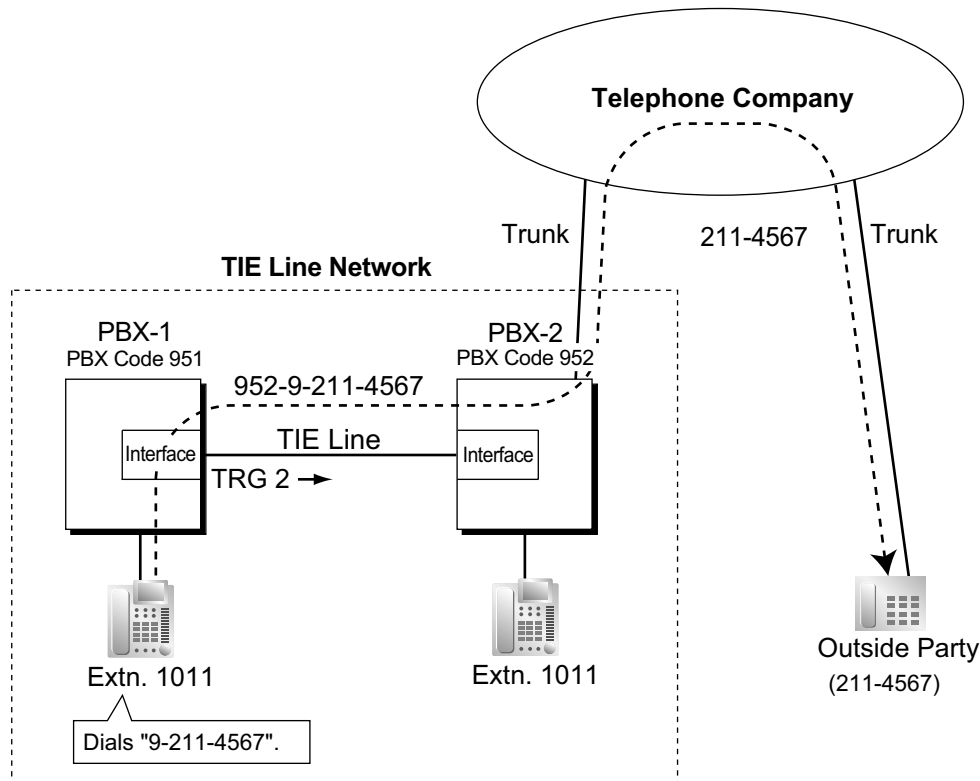 Telephone Company
Trunk
211-4567
Trunk
TIE Line Network
PBX-1
PBX Code 951
PBX-2
PBX Code 952
952-9-211-4567
Interface
TIE Line
Interface
TRG 2 →
Extn. 1011
Extn. 1011
Outside Party
(211-4567)
Dials "9-211-4567".